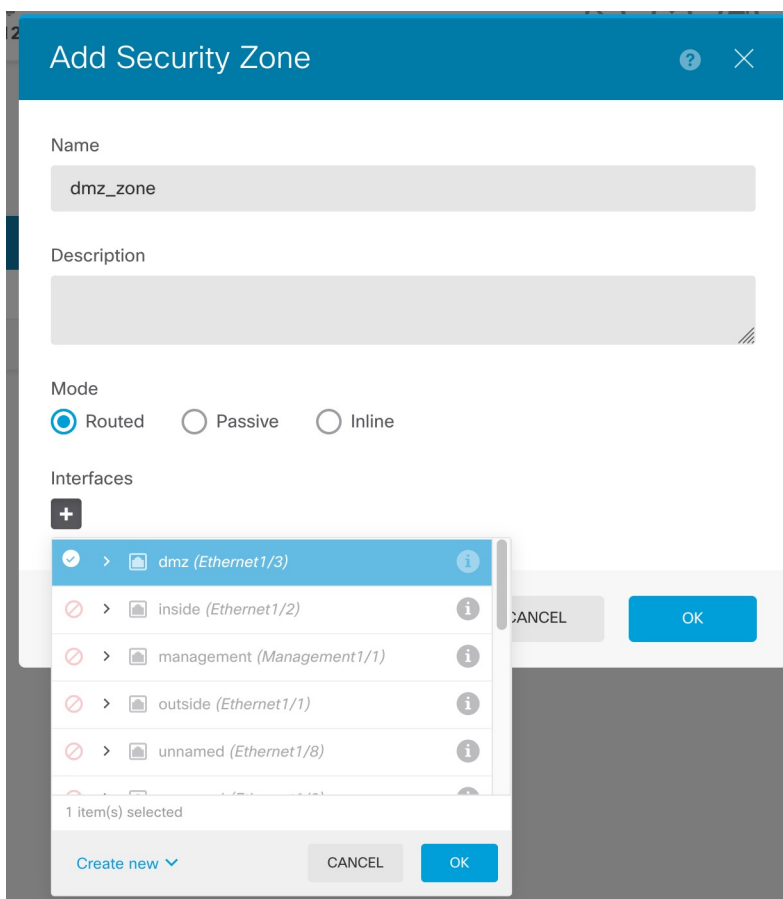 12
Add Security Zone
?
Name
dmz_zone
Description
Mode
Routed Passive Inline
Interfaces
+
dmz (Ethernet1/3) i
inside (Ethernet1/2) i
management (Management1/1) i
outside (Ethernet1/1) i
unnamed (Ethernet1/8) i
CANCEL OK
1 item(s) selected
Create new CANCEL OK